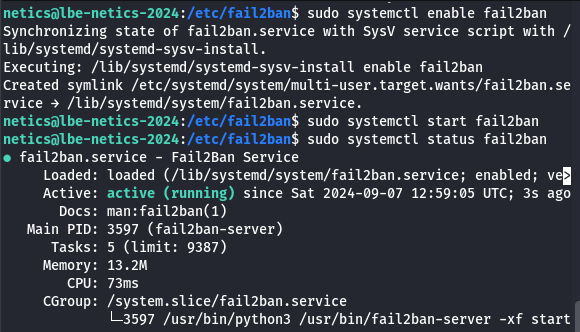 netics@lbe-netics-2024:/etc/fail2ban$ sudo systemctl enable fail2ban
Synchronizing state of fail2ban.service with SysV service script with /
lib/systemd/systemd-sysv-install.
Executing: /lib/systemd/systemd-sysv-install enable fail2ban
Created symlink /etc/systemd/system/multi-user.target.wants/fail2ban.se
rvice → /lib/systemd/system/fail2ban.service.
netics@lbe-netics-2024:/etc/fail2ban$ sudo systemctl start fail2ban
netics@lbe-netics-2024:/etc/fail2ban$ sudo systemctl status fail2ban
● fail2ban.service - Fail2Ban Service
     Loaded: loaded (/lib/systemd/system/fail2ban.service; enabled; ve>
     Active: active (running) since Sat 2024-09-07 12:59:05 UTC; 3s ago
       Docs: man:fail2ban(1)
   Main PID: 3597 (fail2ban-server)
      Tasks: 5 (limit: 9387)
     Memory: 13.2M
        CPU: 73ms
     CGroup: /system.slice/fail2ban.service
             └─3597 /usr/bin/python3 /usr/bin/fail2ban-server -xf start